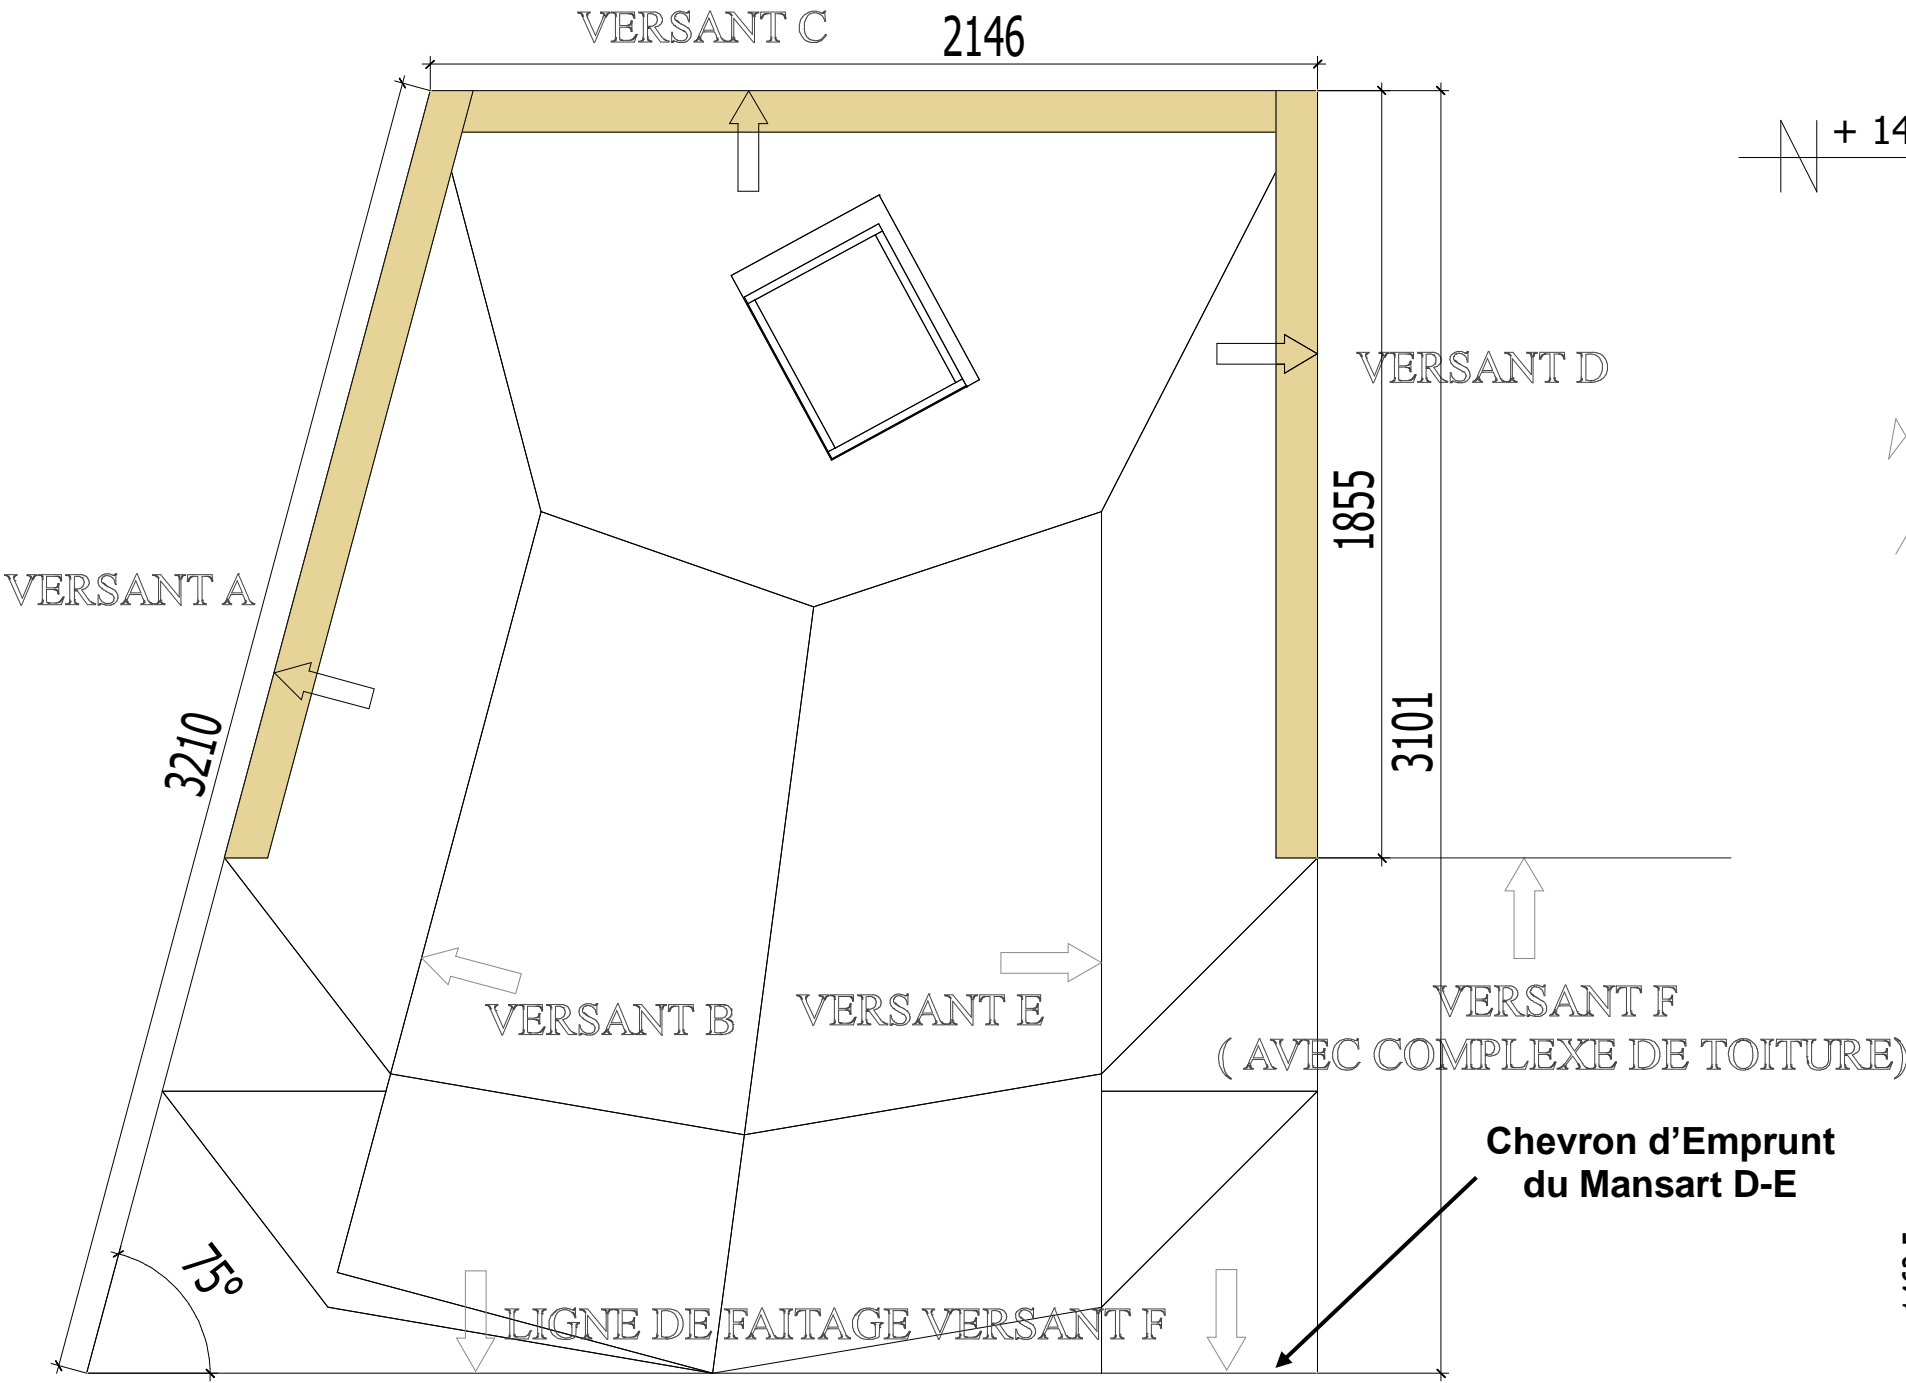 VERSANT C
2146
+ 14
VERSANT D
1855
VERSANT A
3101
3210
VERSANT B
VERSANT E
VERSANT F
( AVEC COMPLEXE DE TOITURE)
Chevron d’Emprunt
du Mansart D-E
75°
LIGNE DE FAITAGE VERSANT F